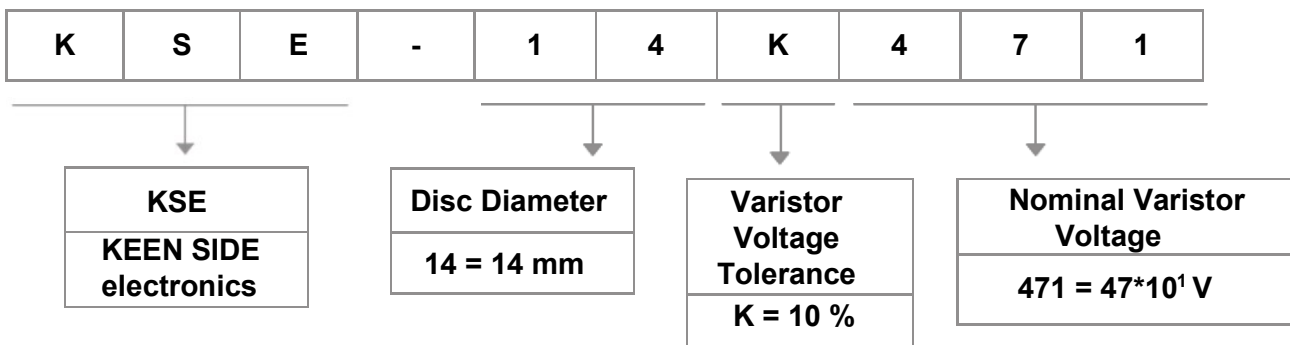 K S E - 1 4 K 4 7 1
KSE
KEEN SIDE
electronics
Disc Diameter
14 = 14 mm
Varistor
Voltage
Tolerance
K = 10 %
Nominal Varistor
Voltage
471 = 47*10¹ V